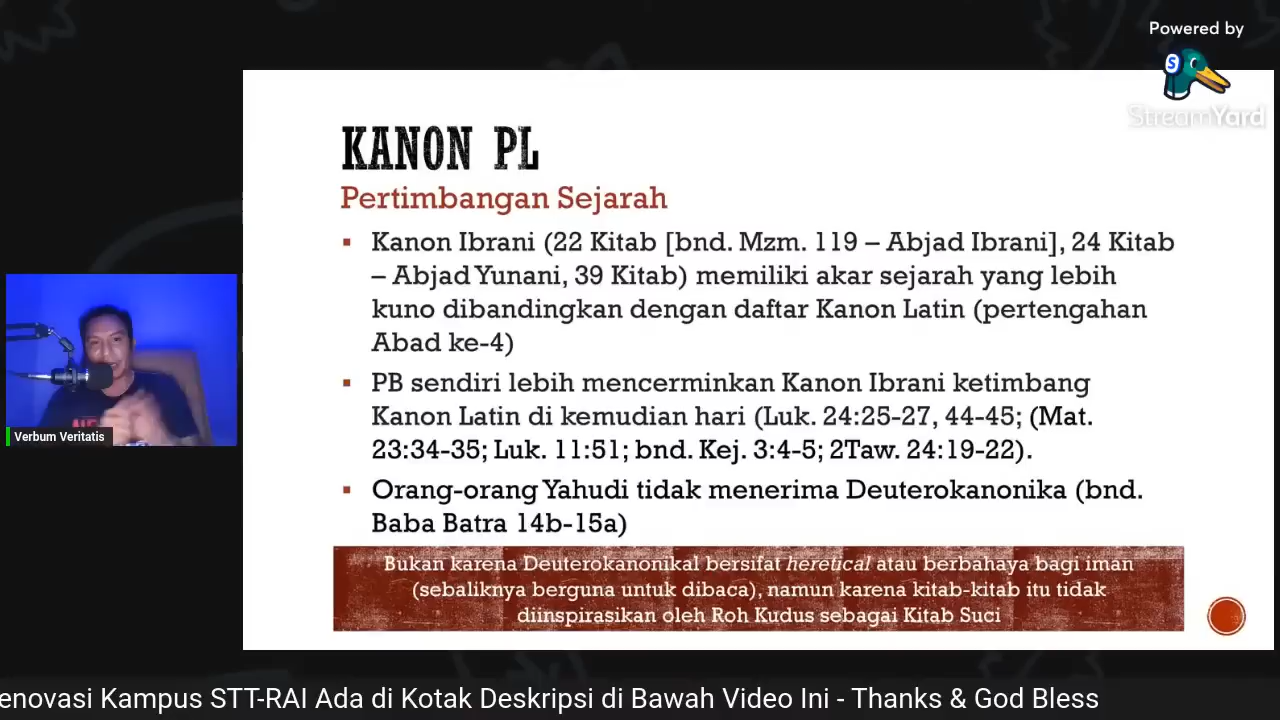 Powered by
StreamYard
KANON PL
Pertimbangan Sejarah
▪ Kanon Ibrani (22 Kitab [bnd. Mzm. 119 – Abjad Ibrani], 24 Kitab
– Abjad Yunani, 39 Kitab) memiliki akar sejarah yang lebih
kuno dibandingkan dengan daftar Kanon Latin (pertengahan
Abad ke-4)
▪ PB sendiri lebih mencerminkan Kanon Ibrani ketimbang
Kanon Latin di kemudian hari (Luk. 24:25-27, 44-45; (Mat.
23:34-35; Luk. 11:51; bnd. Kej. 3:4-5; 2Taw. 24:19-22).
▪ Orang-orang Yahudi tidak menerima Deuterokanonika (bnd.
Baba Batra 14b-15a)
Bukan karena Deuterokanonikal bersifat heretical atau berbahaya bagi iman
(sebaliknya berguna untuk dibaca), namun karena kitab-kitab itu tidak
diinspirasikan oleh Roh Kudus sebagai Kitab Suci
Verbum Veritatis
enovasi Kampus STT-RAI Ada di Kotak Deskripsi di Bawah Video Ini - Thanks & God Bless